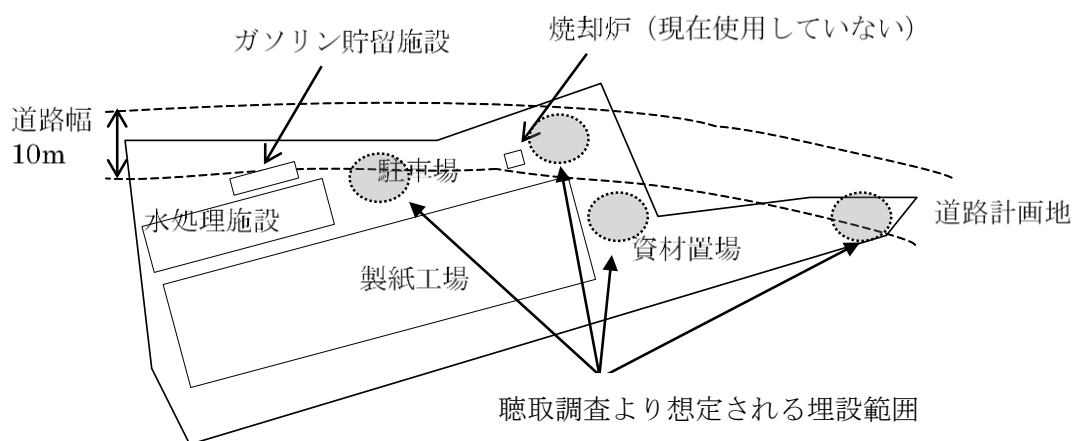 焼却炉（現在使用していない）
ガソリン貯留施設
道路幅
10m
駐車場
水処理施設
道路計画地
資材置場
製紙工場
聴取調査より想定される埋設範囲